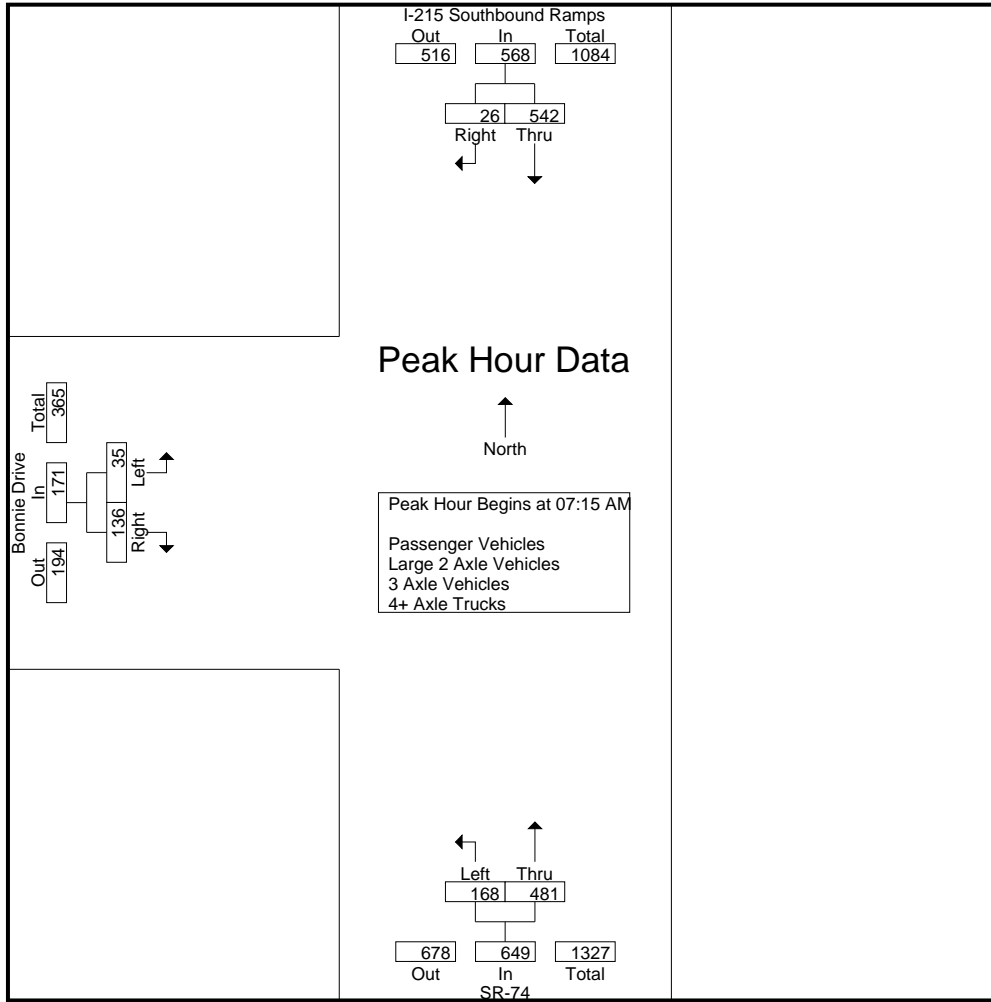 I-215 Southbound Ramps
Out In Total
516 568 1084
26 542
Right Thru
Peak Hour Data
North
Bonnie Drive
Out In Total
194 171 365
136 35
Right Left
Peak Hour Begins at 07:15 AM
Passenger Vehicles
Large 2 Axle Vehicles
3 Axle Vehicles
4+ Axle Trucks
Left Thru
168 481
678 649 1327
Out In Total
SR-74